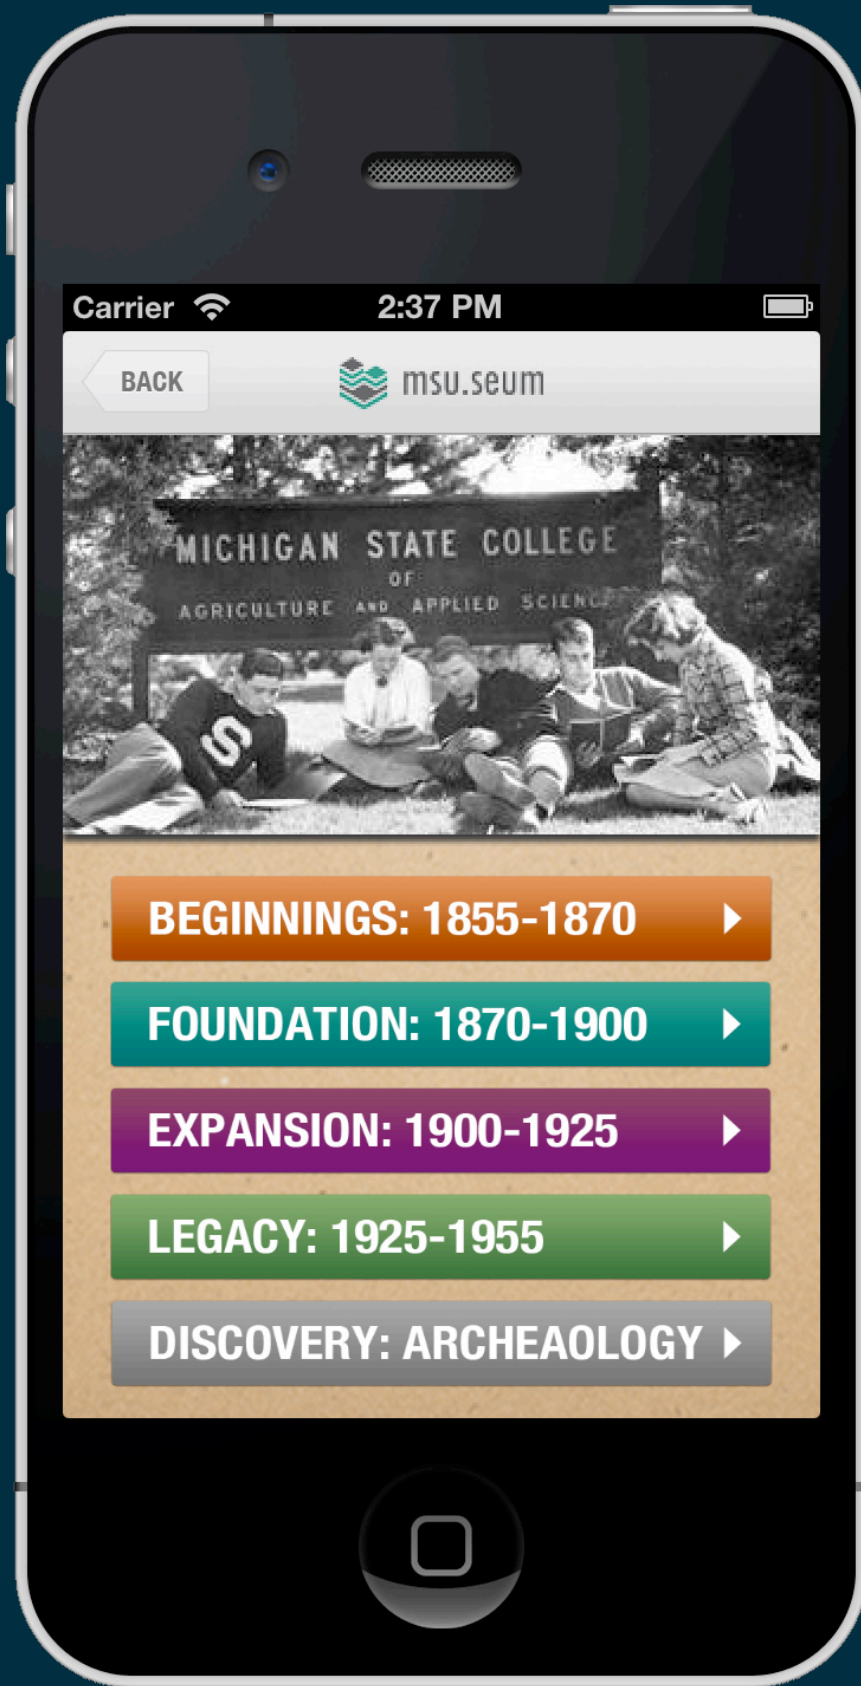 Carrier 2:37 PM
BACK msu.seum
MICHIGAN STATE COLLEGE
OF
AGRICULTURE AND APPLIED SCIENCE
S
BEGINNINGS: 1855-1870
FOUNDATION: 1870-1900
EXPANSION: 1900-1925
LEGACY: 1925-1955
DISCOVERY: ARCHEAOLOGY